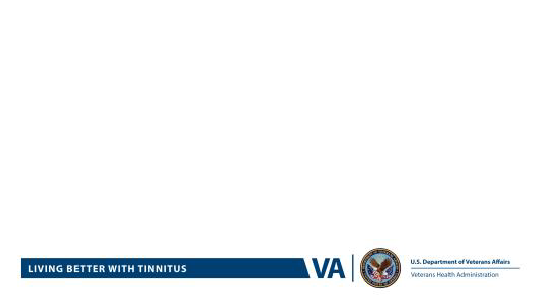 LIVING BETTER WITH TINNITUS
VA
U.S. Department of Veterans Affairs
Veterans Health Administration